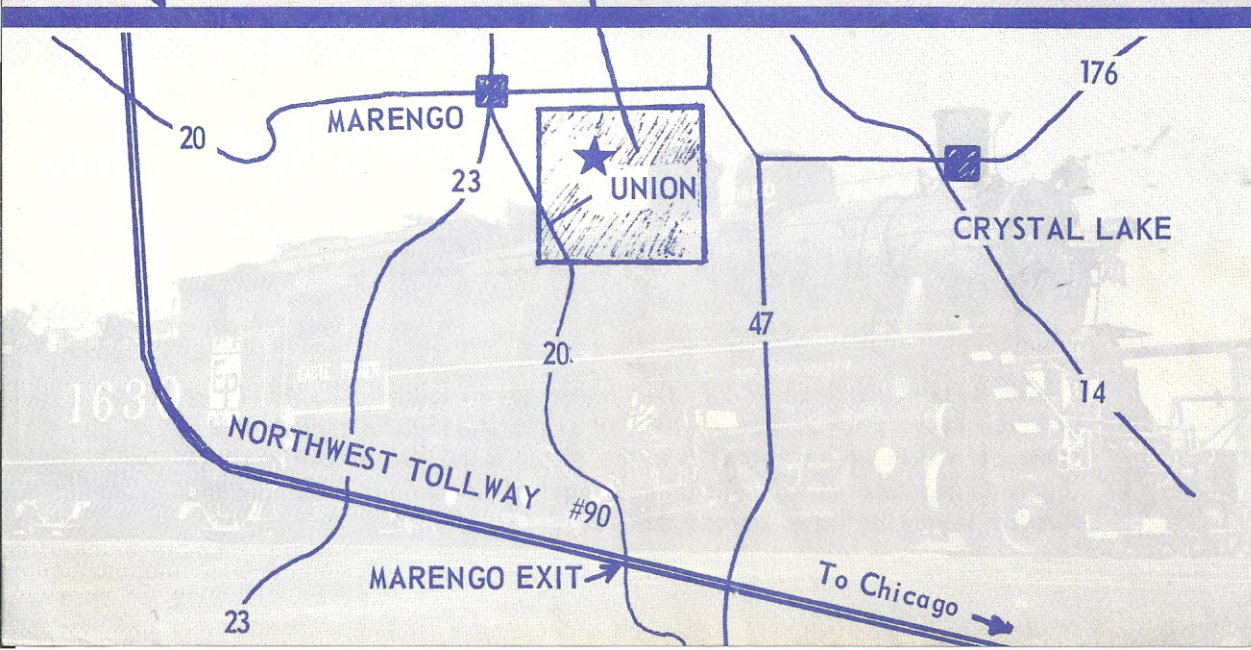 176
20
MARENGO
23
UNION
CRYSTAL LAKE
47
20
1630
14
NORTHWEST TOLLWAY #90
MARENGO EXIT
To Chicago
23